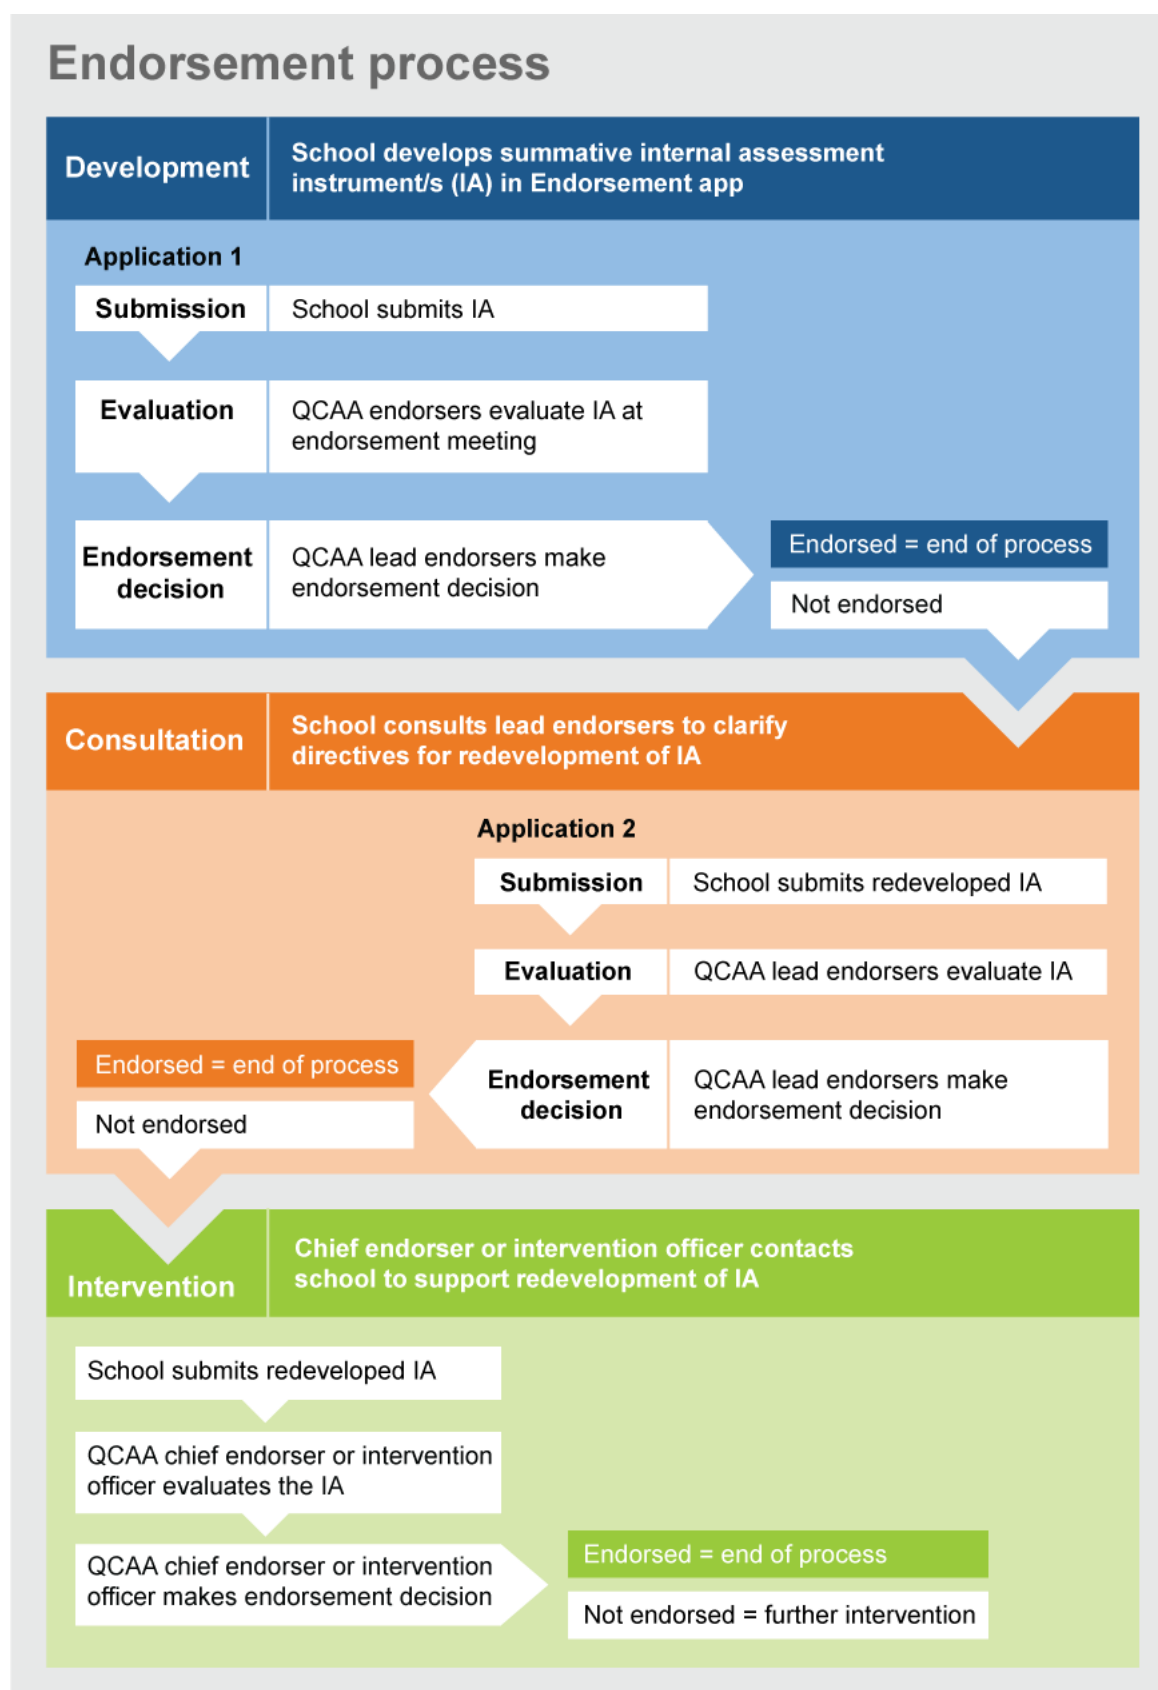 Endorsement process
Development
School develops summative internal assessment
instrument/s (IA) in Endorsement app
Application 1
Submission
School submits IA
Evaluation
QCAA endorsers evaluate IA at
endorsement meeting
Endorsement
decision
QCAA lead endorsers make
endorsement decision
Endorsed = end of process
Not endorsed
Consultation
School consults lead endorsers to clarify
directives for redevelopment of IA
Application 2
Submission
School submits redeveloped IA
Evaluation
QCAA lead endorsers evaluate IA
Endorsement
decision
QCAA lead endorsers make
endorsement decision
Endorsed = end of process
Not endorsed
Intervention
Chief endorser or intervention officer contacts
school to support redevelopment of IA
School submits redeveloped IA
QCAA chief endorser or intervention
officer evaluates the IA
QCAA chief endorser or intervention
officer makes endorsement decision
Endorsed = end of process
Not endorsed = further intervention